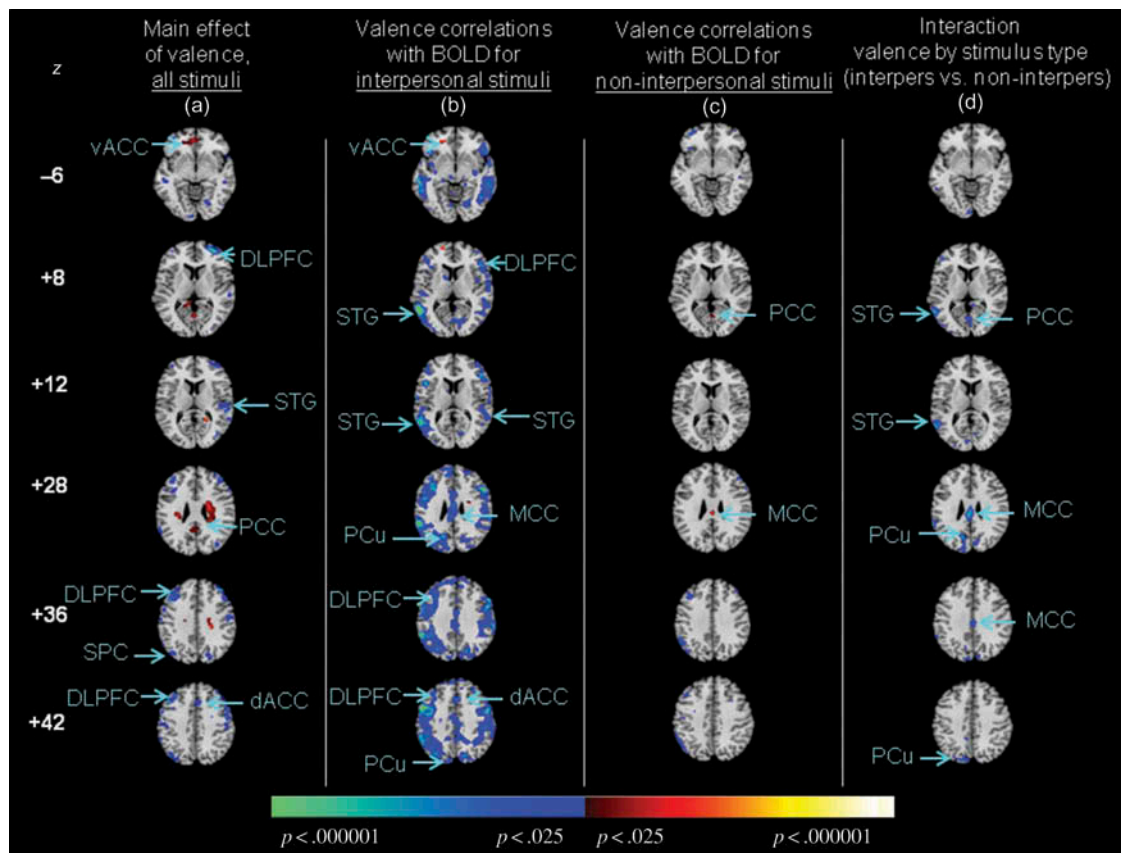 z
Main effect
of valence,
all stimuli
(a)
Valence correlations
with BOLD for
interpersonal stimuli
(b)
Valence correlations
with BOLD for
non-interpersonal stimuli
(c)
Interaction
valence by stimulus type
(interpers vs. non-interpers)
(d)
–6
vACC
vACC
+8
DLPFC
DLPFC
STG
PCC
STG
PCC
+12
STG
STG
STG
STG
+28
PCC
MCC
PCu
MCC
MCC
PCu
+36
DLPFC
SPC
DLPFC
MCC
+42
DLPFC
dACC
DLPFC
dACC
PCu
PCu
p<.000001
p<.025
p<.025
p<.000001